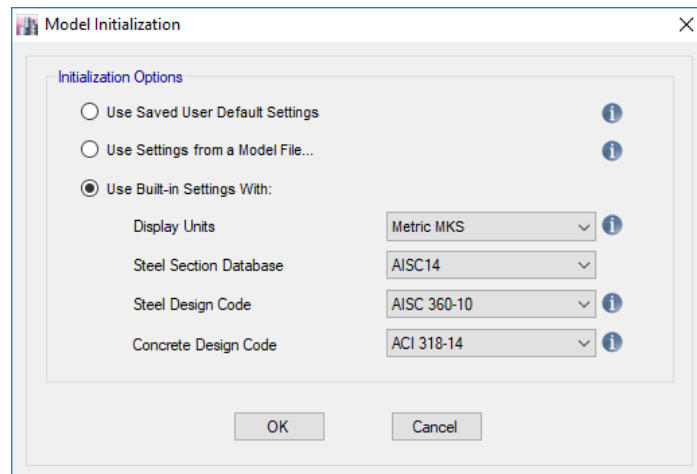 Model Initialization
Initialization Options
Use Saved User Default Settings
Use Settings from a Model File...
Use Built-in Settings With:
Display Units Metric MKS
Steel Section Database AISC14
Steel Design Code AISC 360-10
Concrete Design Code ACI 318-14
OK Cancel